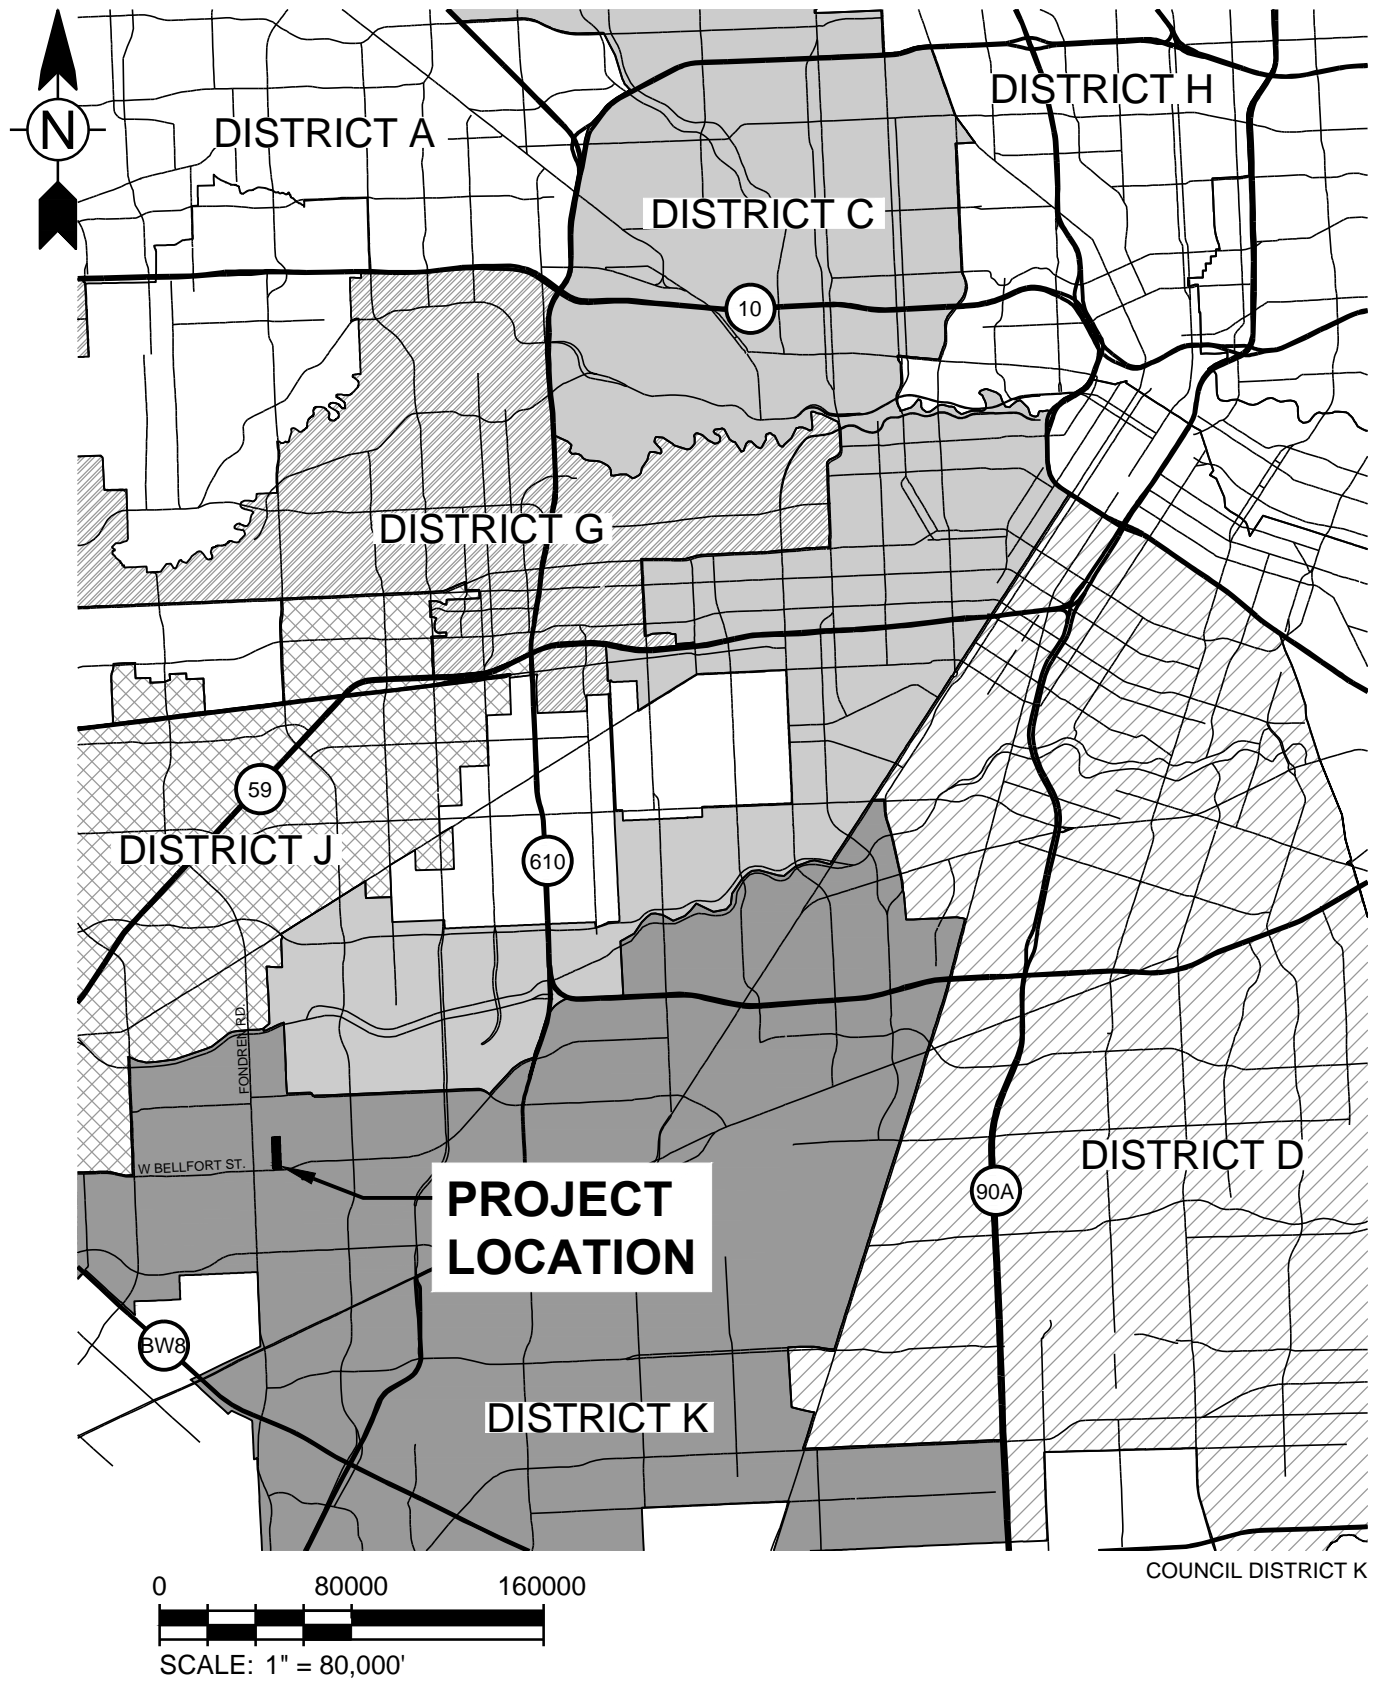 DISTRICT H
N
DISTRICT A
DISTRICT C
10
DISTRICT G
59
DISTRICT J
610
FONDREN RD.
W BELLFORT ST.
DISTRICT D
PROJECT
LOCATION
90A
BW8
DISTRICT K
COUNCIL DISTRICT K
0 80000 160000
SCALE: 1" = 80,000'